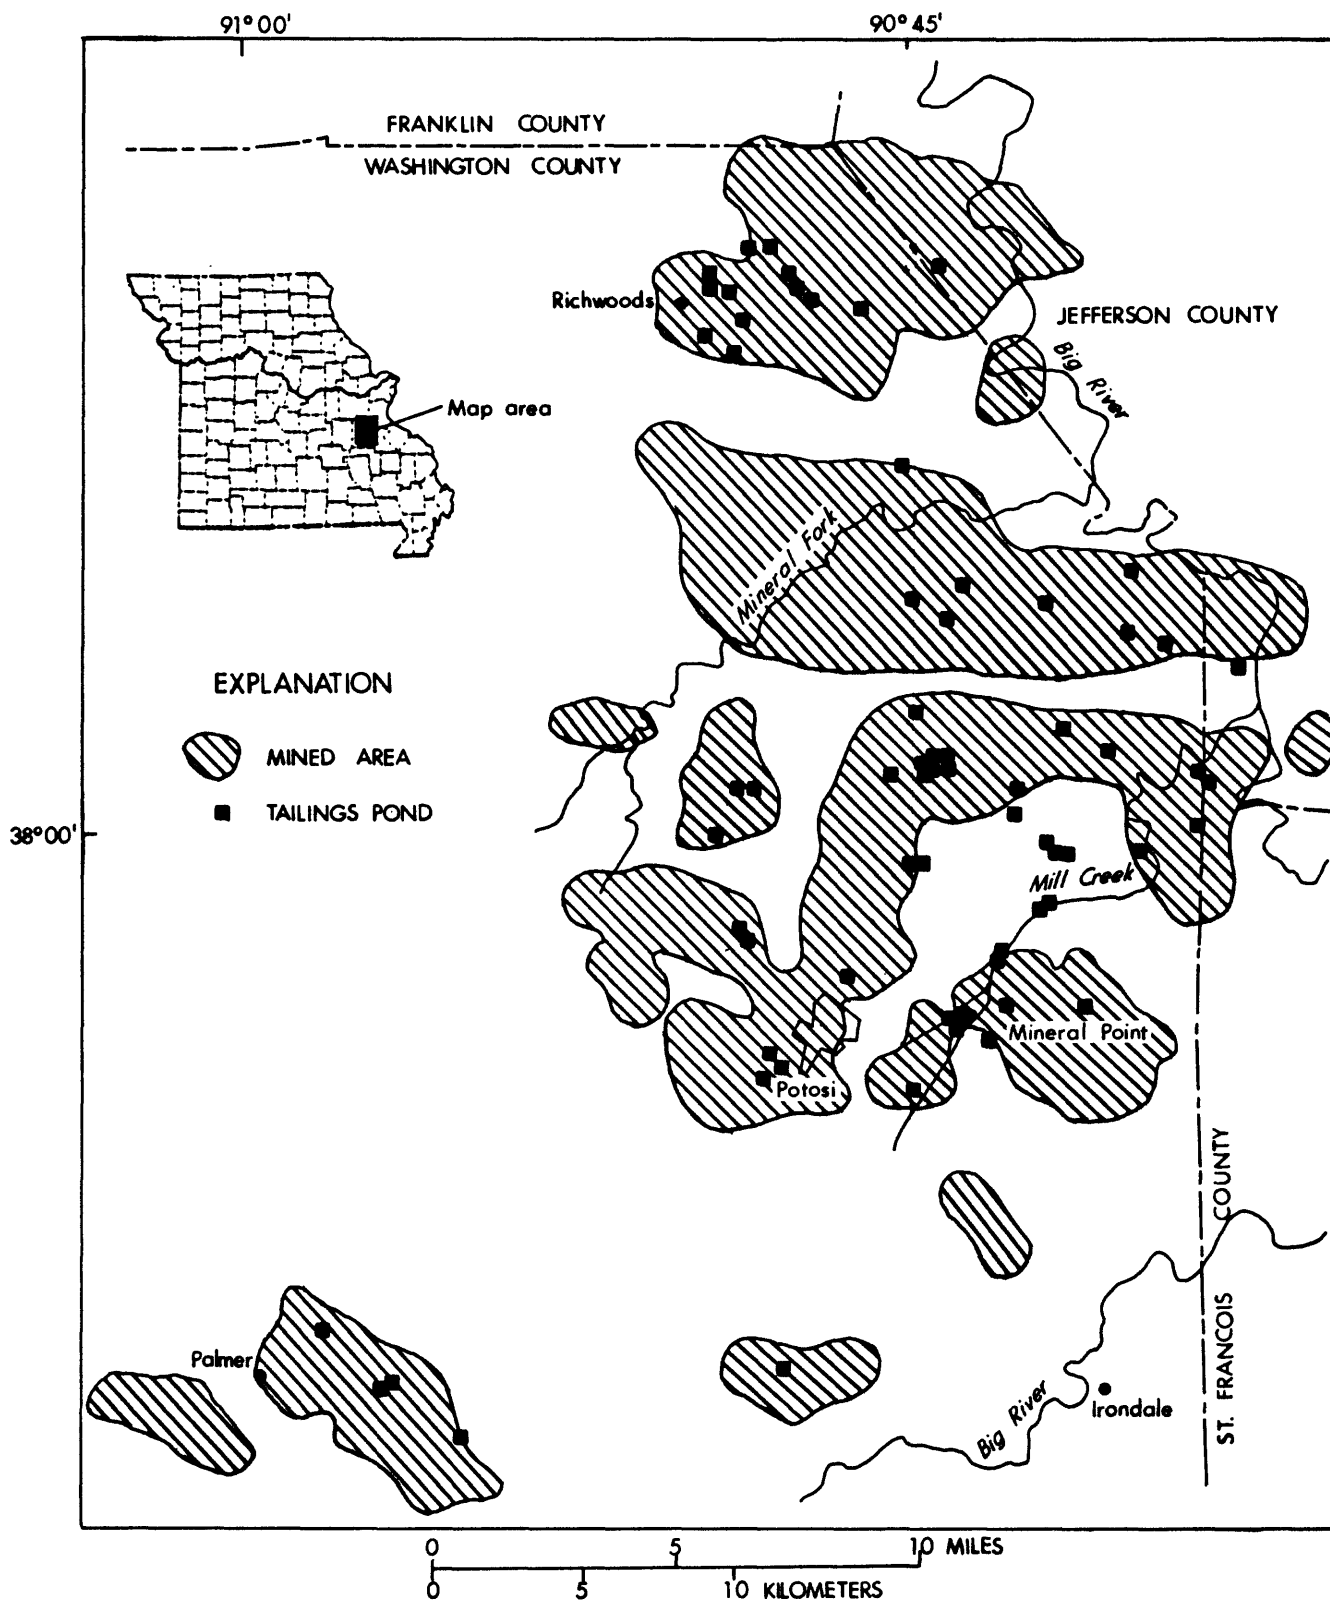 91°00'
90°45'
FRANKLIN COUNTY
WASHINGTON COUNTY
Richwoods
JEFFERSON COUNTY
Big River
Map area
Mineral Fork
EXPLANATION
MINED AREA
TAILINGS POND
38°00'
Mill Creek
Mineral Point
Potosi
ST. FRANCOIS COUNTY
Palmer
Big River
Irondale
0 5 10 MILES
0 5 10 KILOMETERS